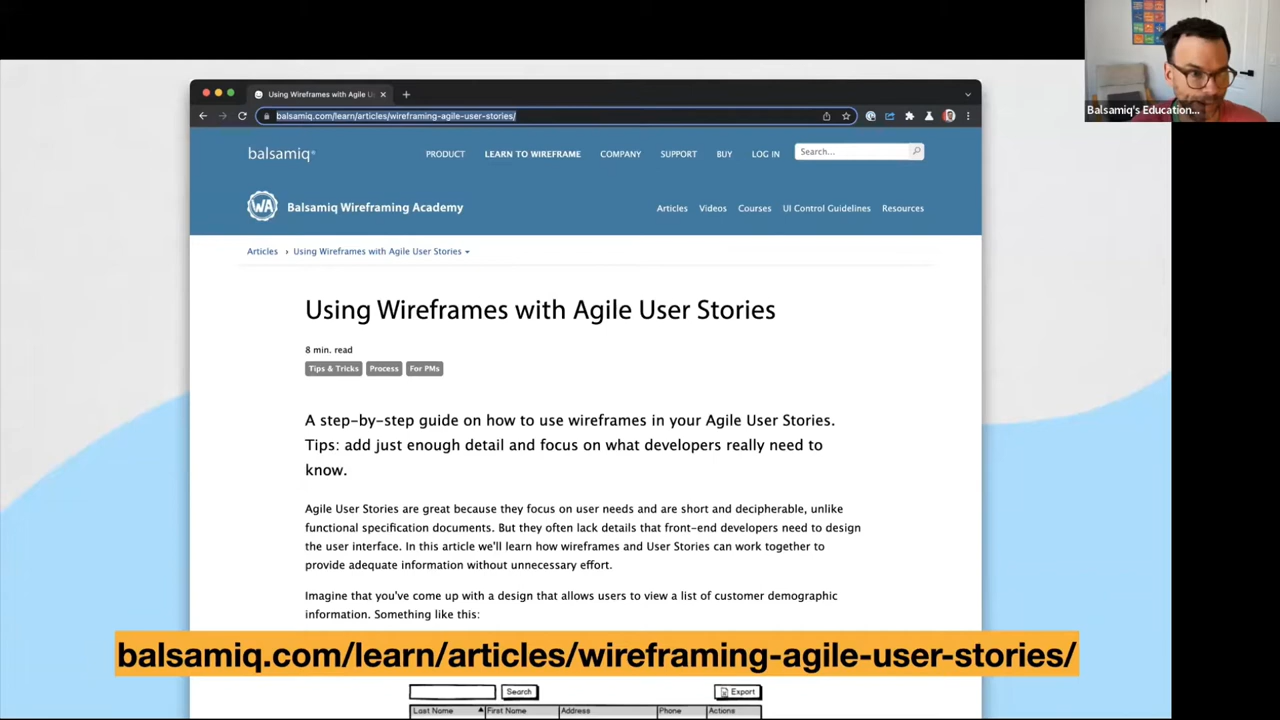 Balsamiq's Education...
Using Wireframes with Agile U
balsamiq.com/learn/articles/wireframing-agile-user-stories/
balsamiq®
PRODUCT LEARN TO WIREFRAME COMPANY SUPPORT BUY LOG IN Search...
WA Balsamiq Wireframing Academy
Articles Videos Courses UI Control Guidelines Resources
Articles › Using Wireframes with Agile User Stories
Using Wireframes with Agile User Stories
8 min. read
Tips & Tricks Process For PMs
A step-by-step guide on how to use wireframes in your Agile User Stories.
Tips: add just enough detail and focus on what developers really need to
know.
Agile User Stories are great because they focus on user needs and are short and decipherable, unlike
functional specification documents. But they often lack details that front-end developers need to design
the user interface. In this article we'll learn how wireframes and User Stories can work together to
provide adequate information without unnecessary effort.
Imagine that you've come up with a design that allows users to view a list of customer demographic
information. Something like this:
balsamiq.com/learn/articles/wireframing-agile-user-stories/
Search Export
Last Name First Name Address Phone Actions